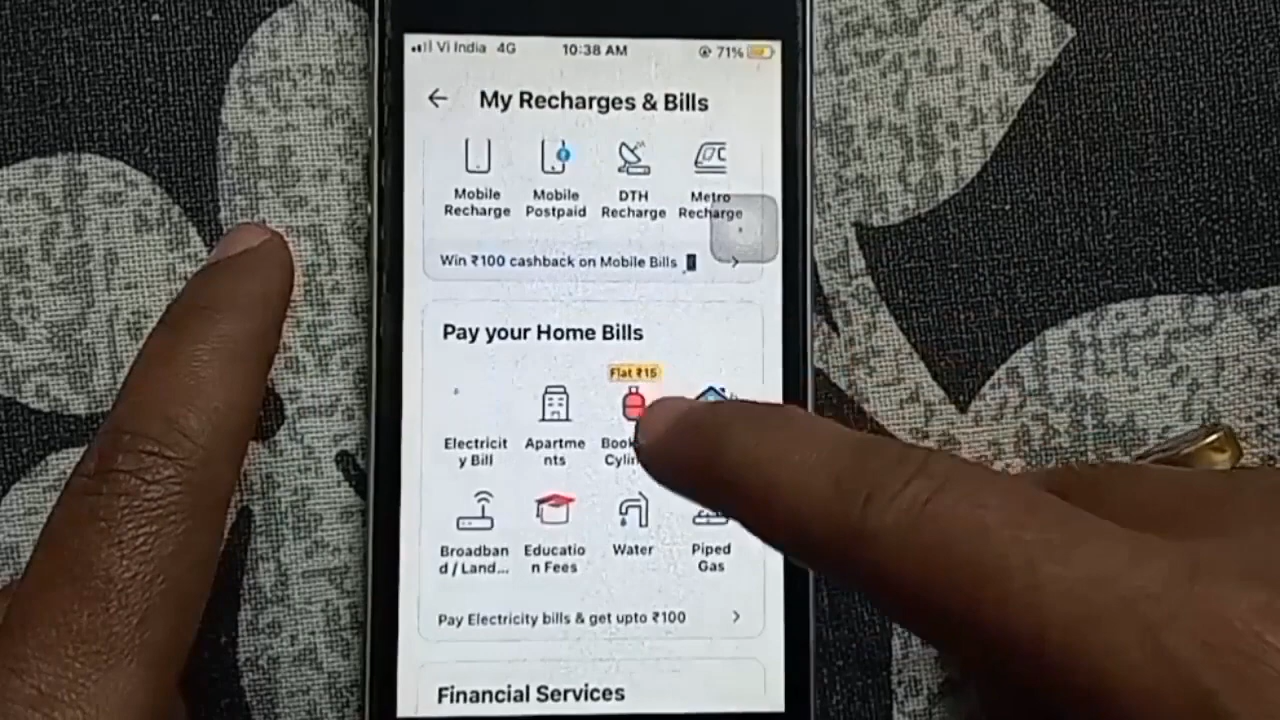 Vi India 4G 10:38 AM 71%
My Recharges & Bills
Mobile Mobile DTH Metro
Recharge Postpaid Recharge Recharge
Win ₹100 cashback on Mobile Bills
Pay your Home Bills
Flat ₹15
Electricit Apartme Book
y Bill nts
Broadban Educatio Water Piped
d / Land... n Fees Gas
Pay Electricity bills & get upto ₹100
Financial Services